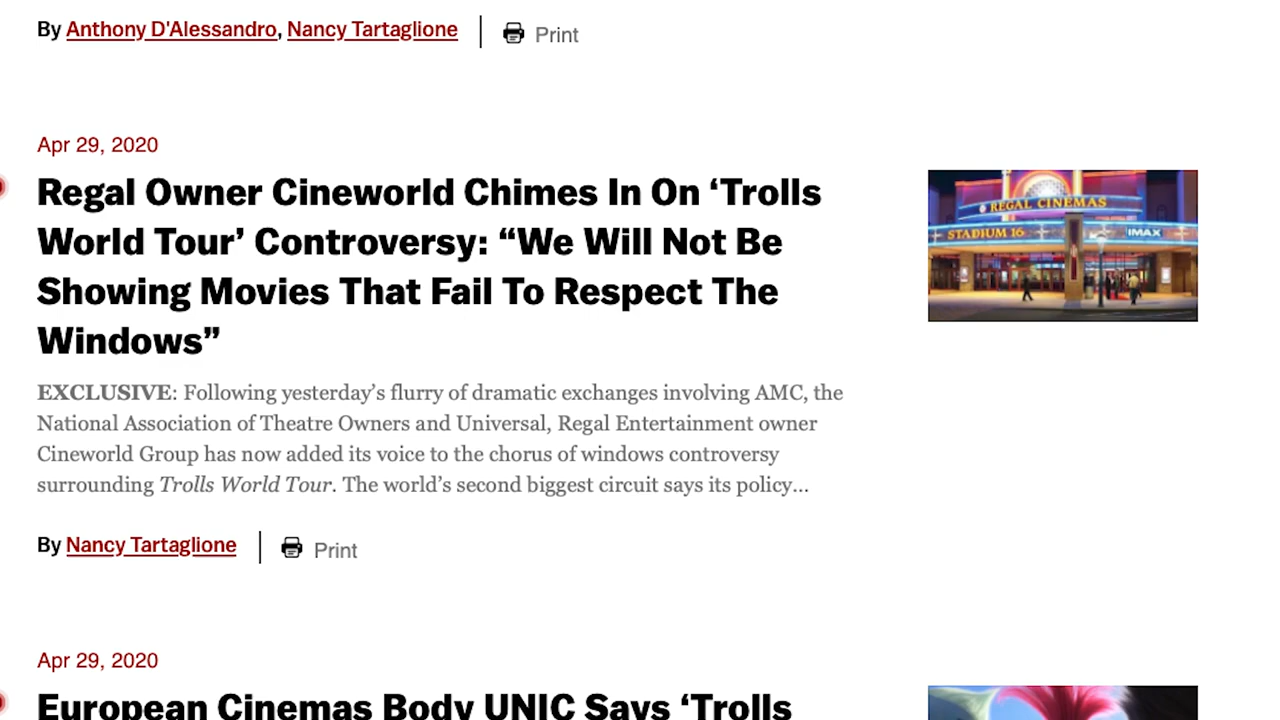 By Anthony D'Alessandro, Nancy Tartaglione
Print
Apr 29, 2020
Regal Owner Cineworld Chimes In On ‘Trolls
World Tour’ Controversy: “We Will Not Be
Showing Movies That Fail To Respect The
Windows”
REGAL CINEMAS
STADIUM 16
IMAX
EXCLUSIVE: Following yesterday’s flurry of dramatic exchanges involving AMC, the
National Association of Theatre Owners and Universal, Regal Entertainment owner
Cineworld Group has now added its voice to the chorus of windows controversy
surrounding Trolls World Tour. The world’s second biggest circuit says its policy...
By Nancy Tartaglione
Print
Apr 29, 2020
European Cinemas Body UNIC Says ‘Trolls